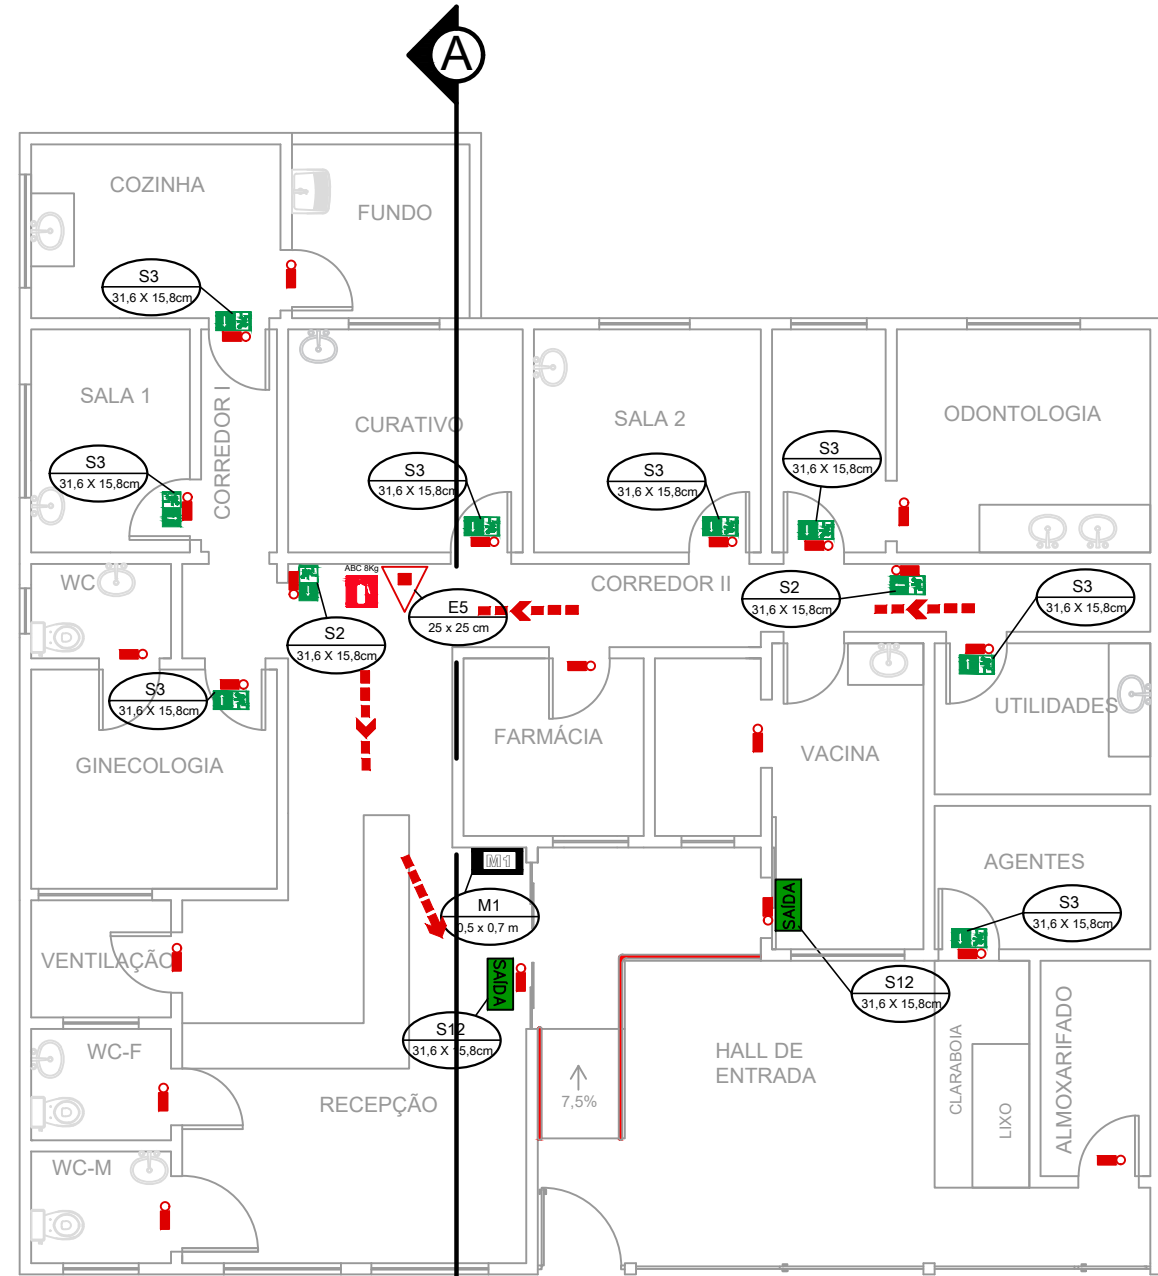 A
COZINHA
FUNDO
S3
31,6 X 15,8cm
SALA 1
CORREDOR I
CURATIVO
SALA 2
ODONTOLOGIA
S3
31,6 X 15,8cm
S3
31,6 X 15,8cm
S3
31,6 X 15,8cm
S3
31,6 X 15,8cm
WC
ABC 8Kg
CORREDOR II
S2
31,6 X 15,8cm
E5
25 x 25 cm
S2
31,6 X 15,8cm
S3
31,6 X 15,8cm
S3
31,6 X 15,8cm
UTILIDADES
GINECOLOGIA
FARMÁCIA
VACINA
M1
AGENTES
M1
0,5 x 0,7 m
SAÍDA
S3
31,6 X 15,8cm
VENTILAÇÃO
SAÍDA
S12
31,6 X 15,8cm
S12
31,6 X 15,8cm
WC-F
HALL DE
ENTRADA
7,5%
CLARABOIA
LIXO
ALMOXARIFADO
RECEPÇÃO
WC-M